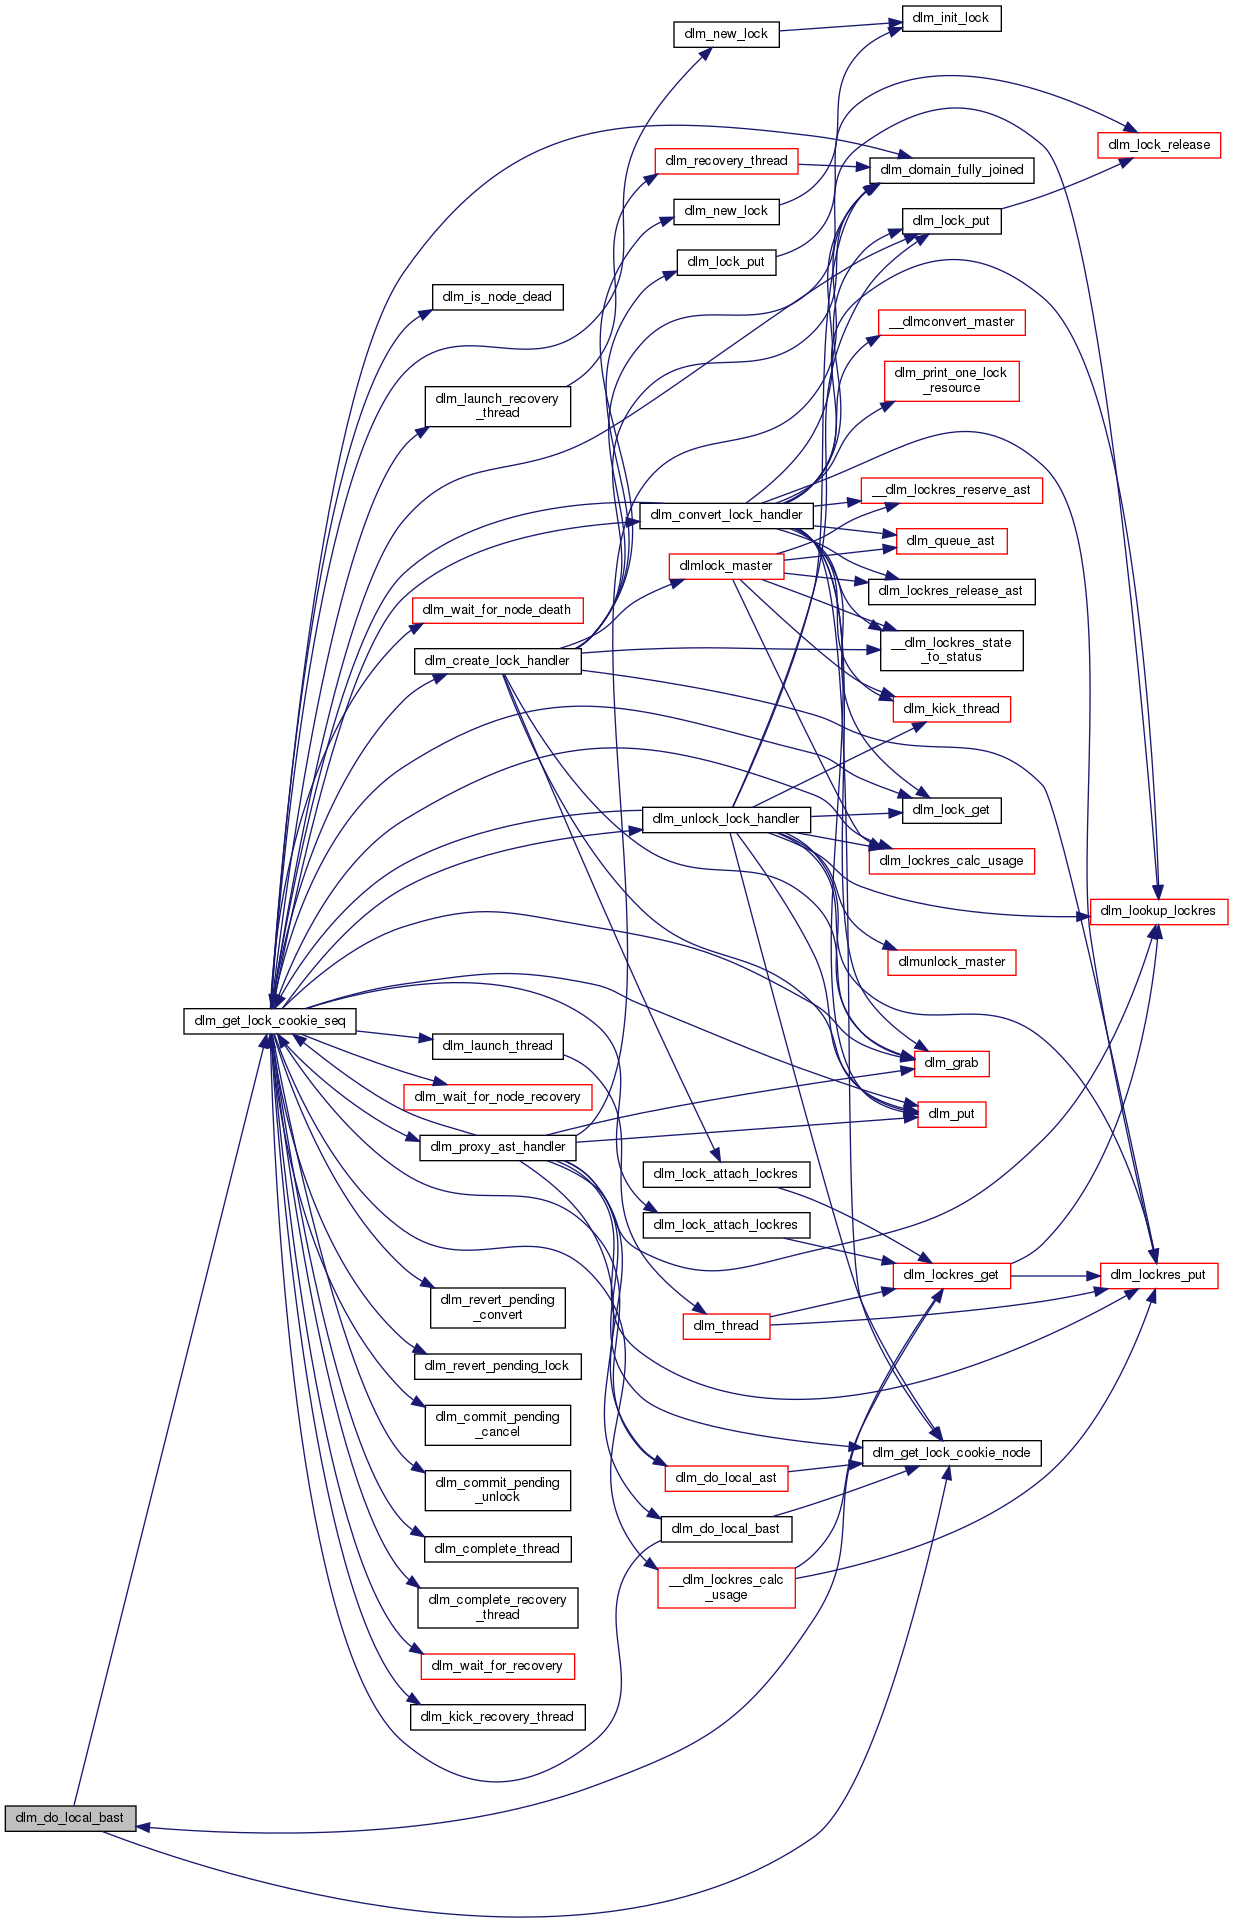 dlm_init_lock
dlm_new_lock
dlm_lock_release
dlm_recovery_thread
dlm_domain_fully_joined
dlm_new_lock
dlm_lock_put
dlm_lock_put
dlm_is_node_dead
__dlmconvert_master
dlm_print_one_lock
_resource
dlm_launch_recovery
_thread
__dlm_lockres_reserve_ast
dlm_convert_lock_handler
dlm_queue_ast
dlmlock_master
dlm_lockres_release_ast
dlm_wait_for_node_death
__dlm_lockres_state
_to_status
dlm_create_lock_handler
dlm_kick_thread
dlm_lock_get
dlm_unlock_lock_handler
dlm_lockres_calc_usage
dlm_lookup_lockres
dlmunlock_master
dlm_get_lock_cookie_seq
dlm_launch_thread
dlm_grab
dlm_wait_for_node_recovery
dlm_put
dlm_proxy_ast_handler
dlm_lock_attach_lockres
dlm_lock_attach_lockres
dlm_lockres_get
dlm_lockres_put
dlm_revert_pending
_convert
dlm_thread
dlm_revert_pending_lock
dlm_commit_pending
_cancel
dlm_get_lock_cookie_node
dlm_do_local_ast
dlm_commit_pending
_unlock
dlm_do_local_bast
dlm_complete_thread
__dlm_lockres_calc
_usage
dlm_complete_recovery
_thread
dlm_wait_for_recovery
dlm_kick_recovery_thread
dlm_do_local_bast